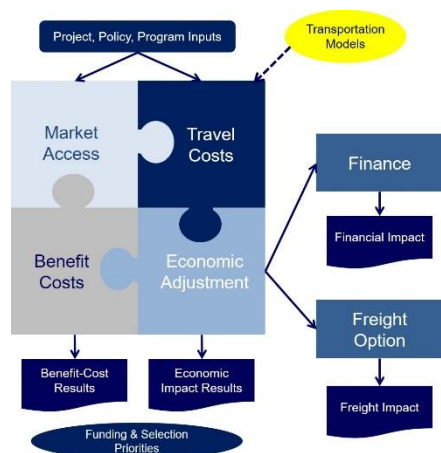 Project, Policy, Program Inputs
Transportation
Models
Market
Access
Travel
Costs
Finance
Financial Impact
Benefit
Costs
Economic
Adjustment
Freight
Option
Benefit-Cost
Results
Economic
Impact Results
Freight Impact
Funding & Selection
Priorities